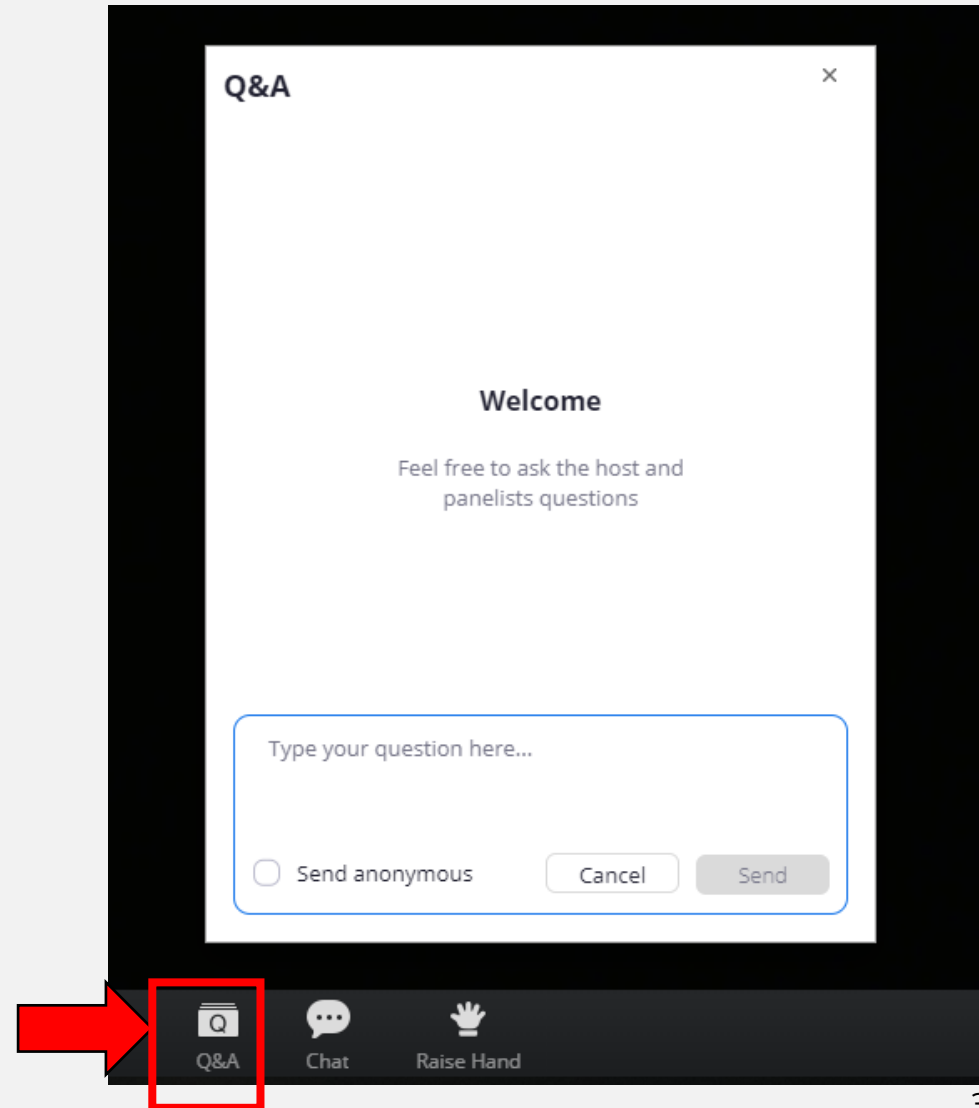 Q&A
×
Welcome
Feel free to ask the host and
panelists questions
Type your question here...
Send anonymous
Cancel
Send
Q
Q&A
Chat
Raise Hand